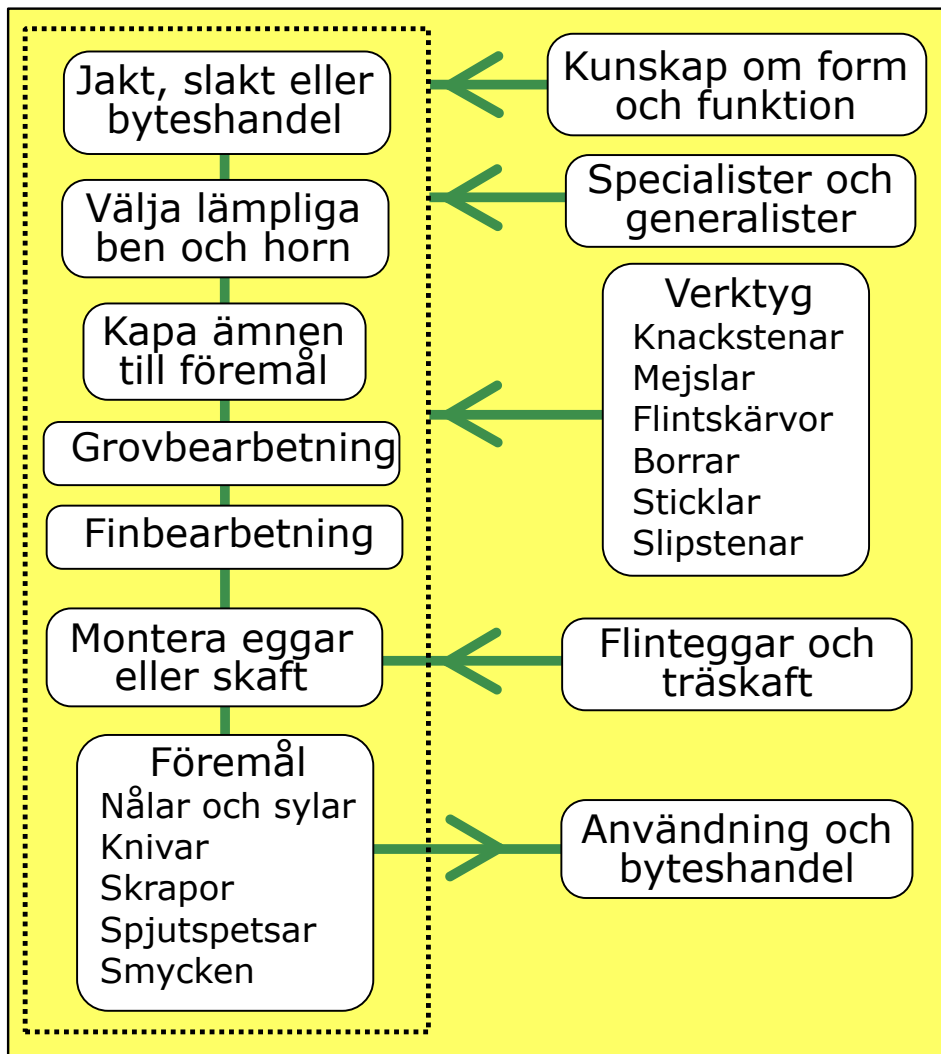 Jakt, slakt eller
byteshandel
Välja lämpliga
ben och horn
Kapa ämnen
till föremål
Grovbearbetning
Finbearbetning
Montera eggar
eller skaft
Föremål
Nålar och sylar
Knivar
Skrapor
Spjutspetsar
Smycken
Kunskap om form
och funktion
Specialister och
generalister
Verktyg
Knackstenar
Mejslar
Flintskärvor
Borrar
Sticklar
Slipstenar
Flinteggar och
träskaft
Användning och
byteshandel